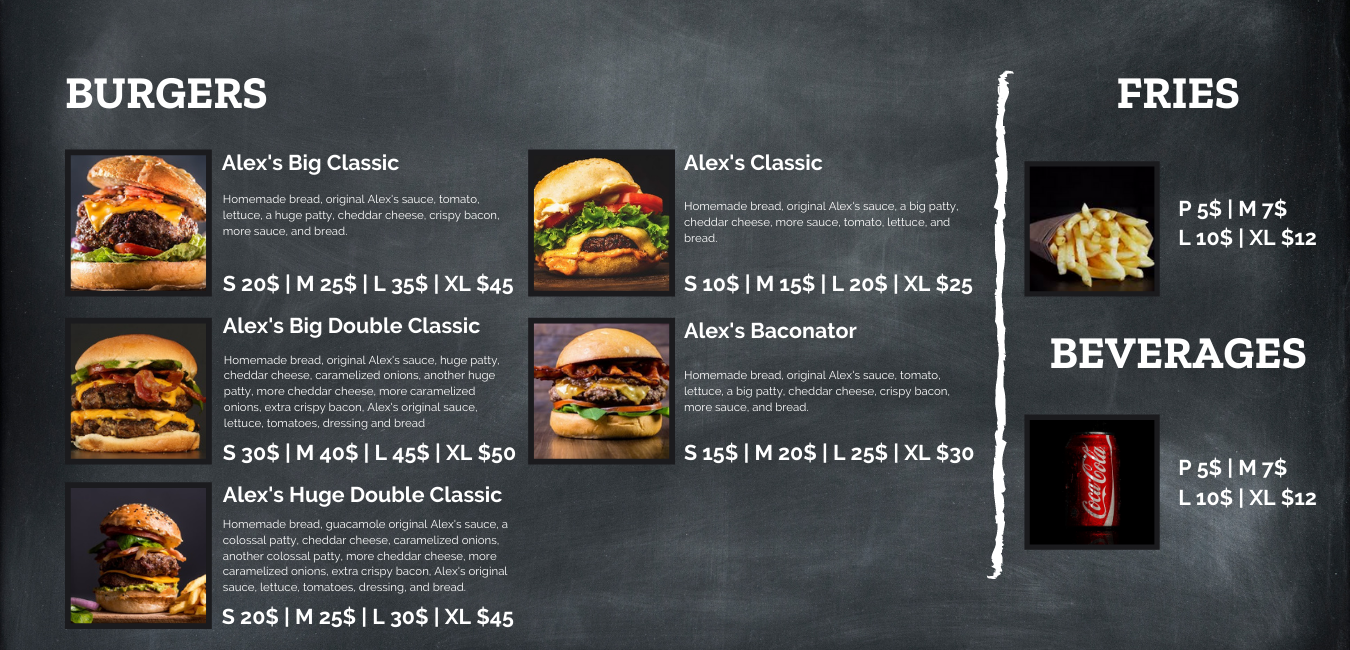 BURGERS
Alex's Big Classic
Homemade bread, original Alex's sauce, tomato,
lettuce, a huge patty, cheddar cheese, crispy bacon,
more sauce, and bread.
S 20$ | M 25$ | L 35$ | XL $45
Alex's Big Double Classic
Homemade bread, original Alex's sauce, huge patty,
cheddar cheese, caramelized onions, another huge
patty, more cheddar cheese, more caramelized
onions, extra crispy bacon, Alex's original sauce,
lettuce, tomatoes, dressing and bread
S 30$ | M 40$ | L 45$ | XL $50
Alex's Huge Double Classic
Homemade bread, guacamole original Alex's sauce, a
colossal patty, cheddar cheese, caramelized onions,
another colossal patty, more cheddar cheese, more
caramelized onions, extra crispy bacon, Alex's original
sauce, lettuce, tomatoes, dressing, and bread.
S 20$ | M 25$ | L 30$ | XL $45
Alex's Classic
Homemade bread, original Alex's sauce, a big patty,
cheddar cheese, more sauce, tomato, lettuce, and
bread.
S 10$ | M 15$ | L 20$ | XL $25
Alex's Baconator
Homemade bread, original Alex's sauce, tomato,
lettuce, a big patty, cheddar cheese, crispy bacon,
more sauce, and bread.
S 15$ | M 20$ | L 25$ | XL $30
FRIES
P 5$ | M 7$
L 10$ | XL $12
BEVERAGES
Coca-Cola
P 5$ | M 7$
L 10$ | XL $12